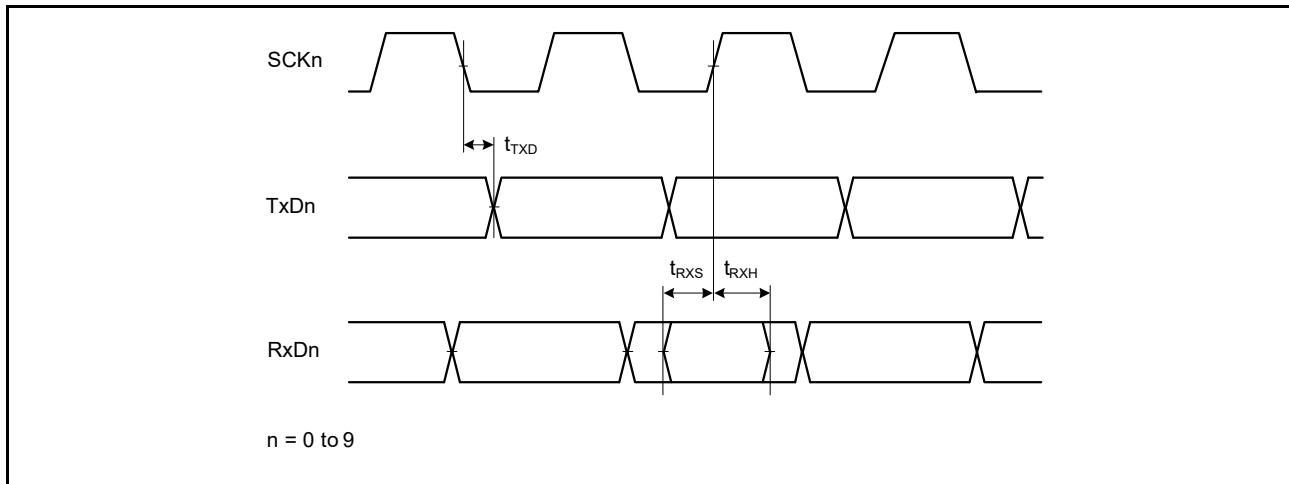 SCKn
tTXD
TxDn
tRXS tRXH
RxDn
n = 0 to 9